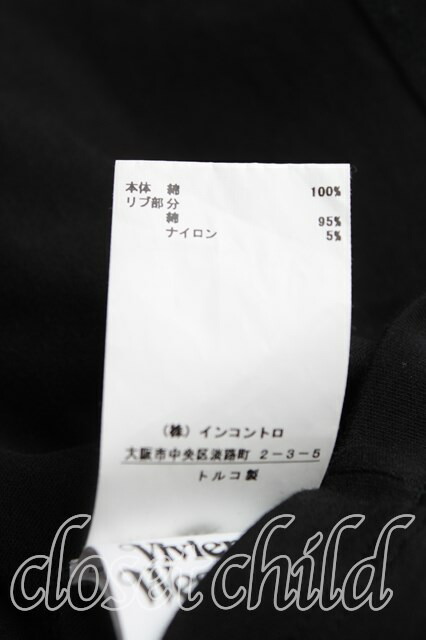 本体 綿 100%
リブ部分
綿 95%
ナイロン 5%
(株) インコントロ
大阪市中央区淡路町 2-3-5
トルコ製
closet child